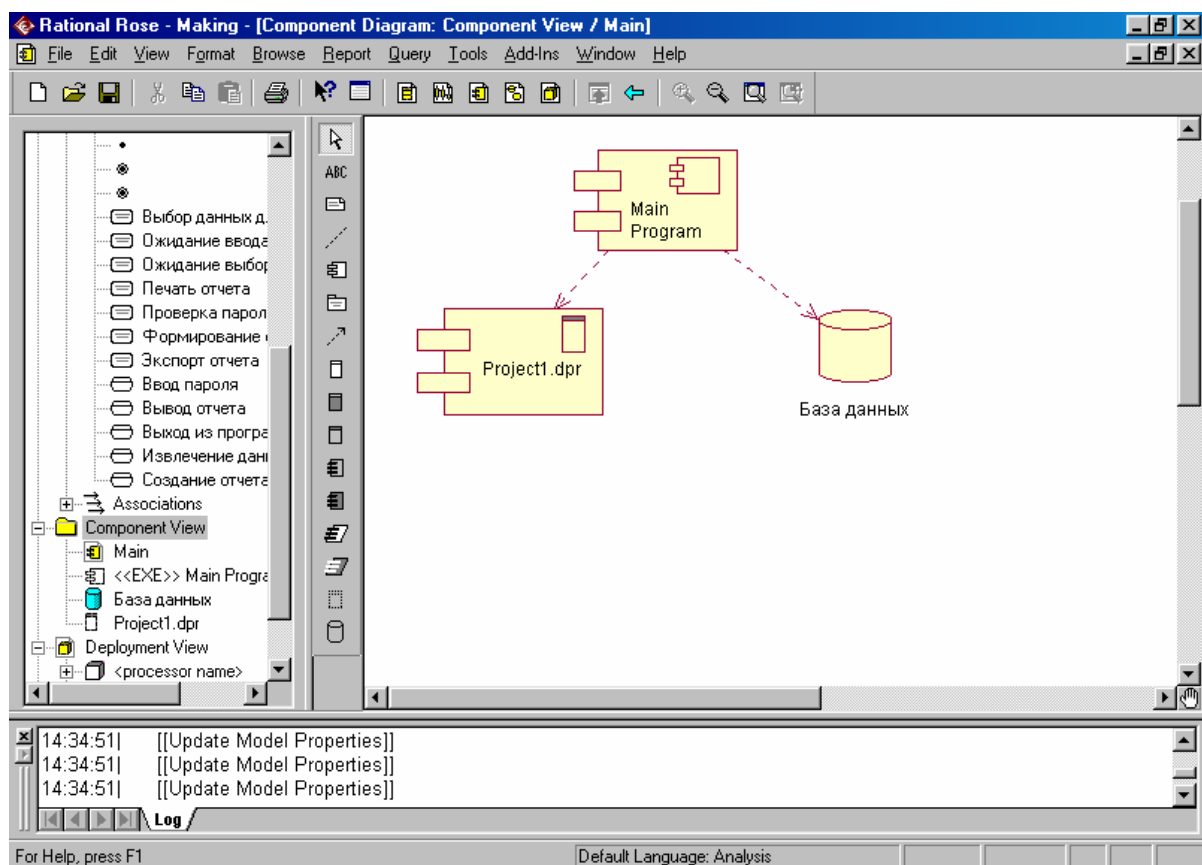 Rational Rose - Making - [Component Diagram: Component View / Main]
File Edit View Format Browse Report Query Tools Add-Ins Window Help
ABC
Выбор данных д
Ожидание ввода
Ожидание выбор
Печать отчета
Проверка парол
Формирование
Экспорт отчета
Ввод пароля
Вывод отчета
Выход из програ
Извлечение данн
Создание отчета
Associations
Component View
Main
<<EXE>> Main Progra
База данных
Project1.dpr
Deployment View
<processor name>
Main
Program
Project1.dpr
База данных
14:34:51| [[Update Model Properties]]
14:34:51| [[Update Model Properties]]
14:34:51| [[Update Model Properties]]
Log
For Help, press F1
Default Language: Analysis